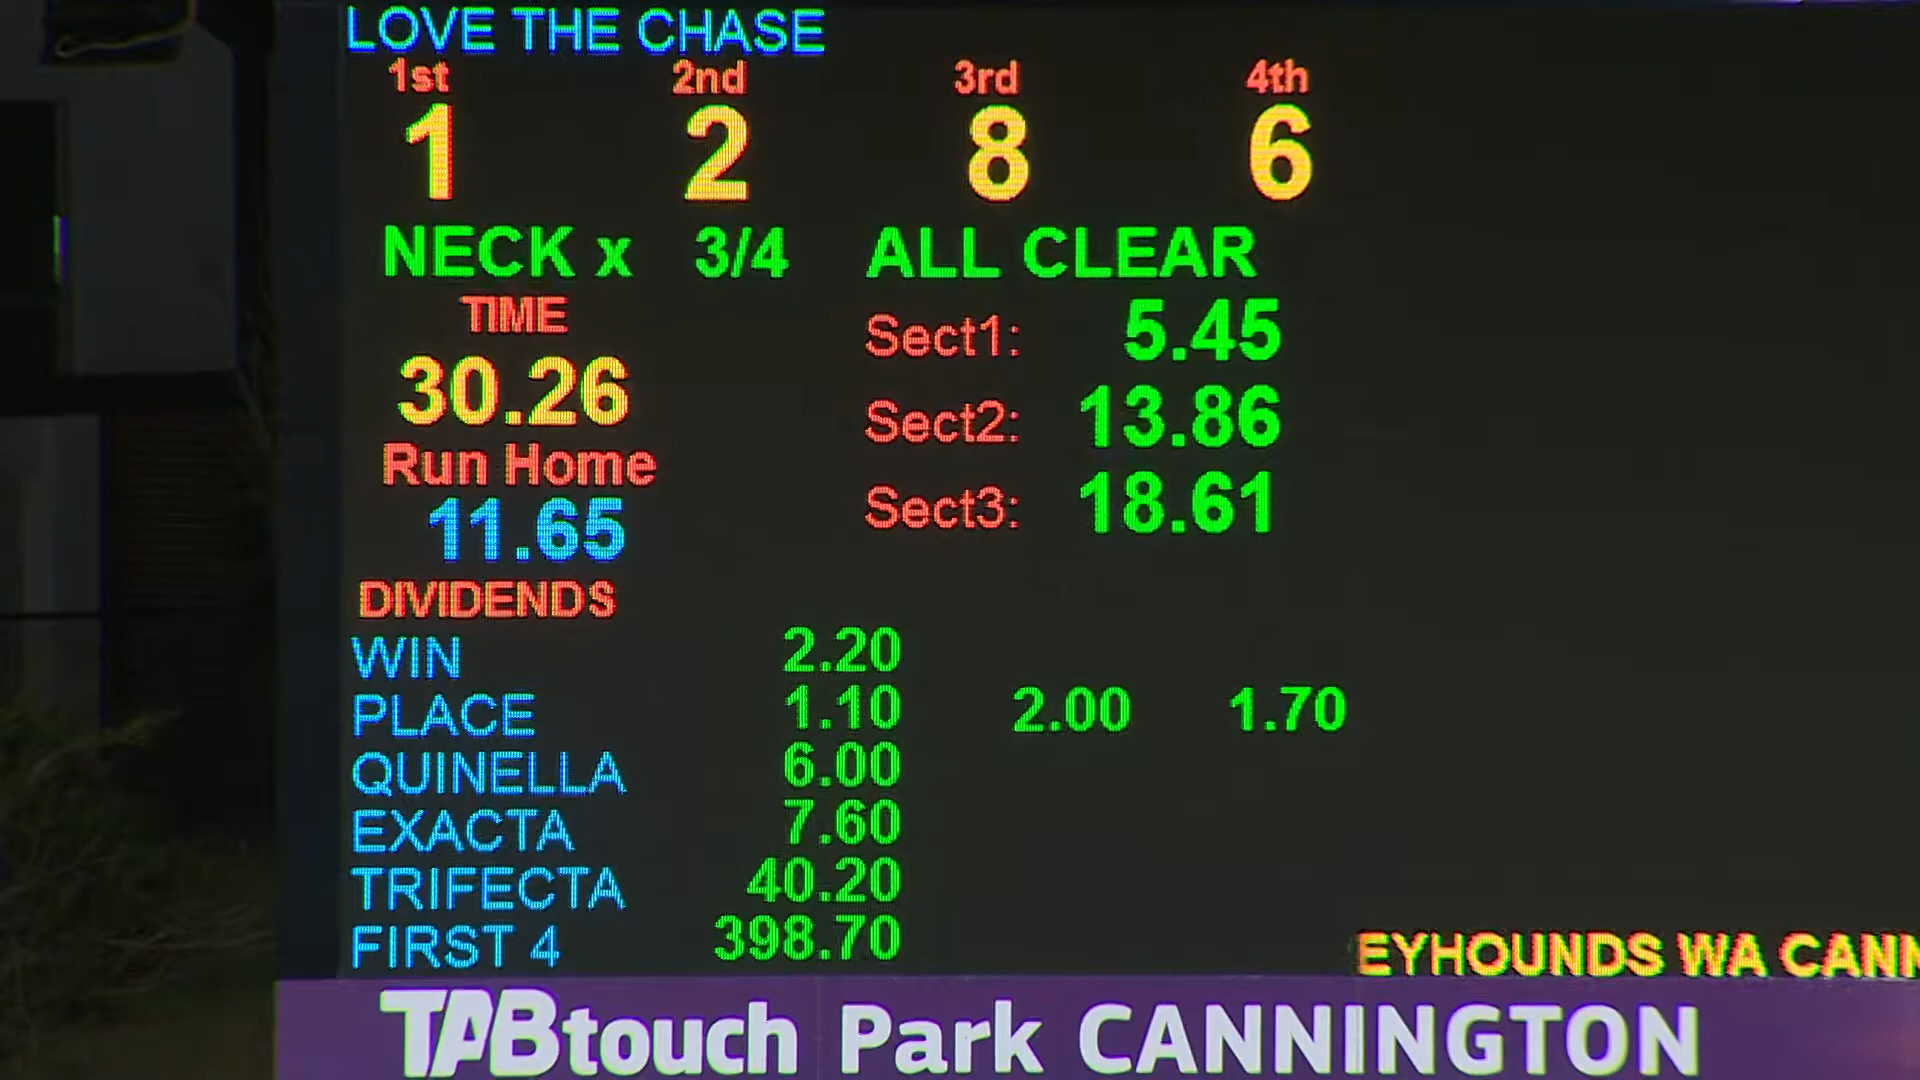 LOVE THE CHASE
1st 2nd 3rd 4th
1 2 8 6
NECK x 3/4 ALL CLEAR
TIME
30.26
Run Home
11.65
Sect1: 5.45
Sect2: 13.86
Sect3: 18.61
DIVIDENDS
WIN 2.20
PLACE 1.10 2.00 1.70
QUINELLA 6.00
EXACTA 7.60
TRIFECTA 40.20
FIRST 4 398.70
EYHOUNDS WA CANN
TABtouch Park CANNINGTON